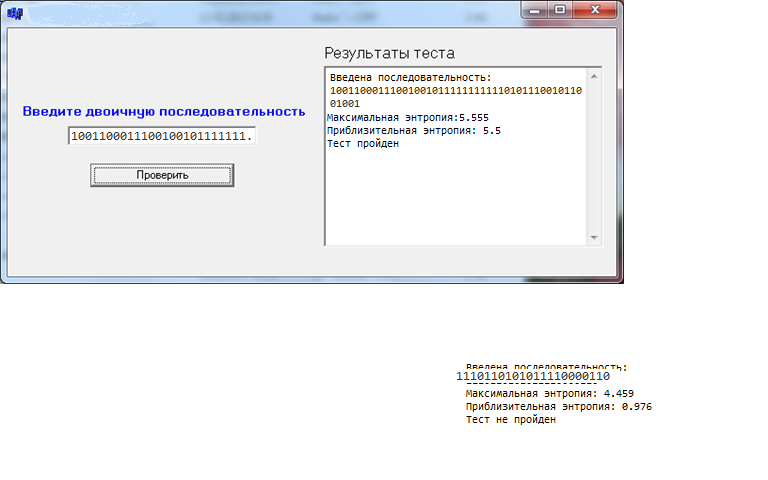 Результаты теста
Введите двоичную последовательность
10011000111001001011111111.
Проверить
Введена последовательность:
100110001110010010111111111110101110010110
01001
Максимальная энтропия:5.555
Приблизительная энтропия: 5.5
Тест пройден
Введена последовательность:
1110110101011110000110
Максимальная энтропия: 4.459
Приблизительная энтропия: 0.976
Тест не пройден